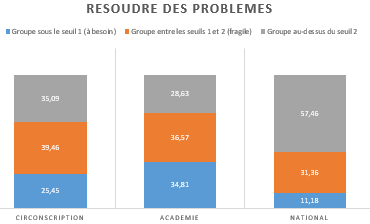 RESOUDRE DES PROBLEMES
Groupe sous le seuil 1 (à besoin) Groupe entre les seuils 1 et 2 (fragile) Groupe au-dessus du seuil 2
35,09 28,63 57,46
39,46 36,57 31,36
25,45 34,81 11,18
CIRCONSCRIPTION ACADEMIE NATIONAL